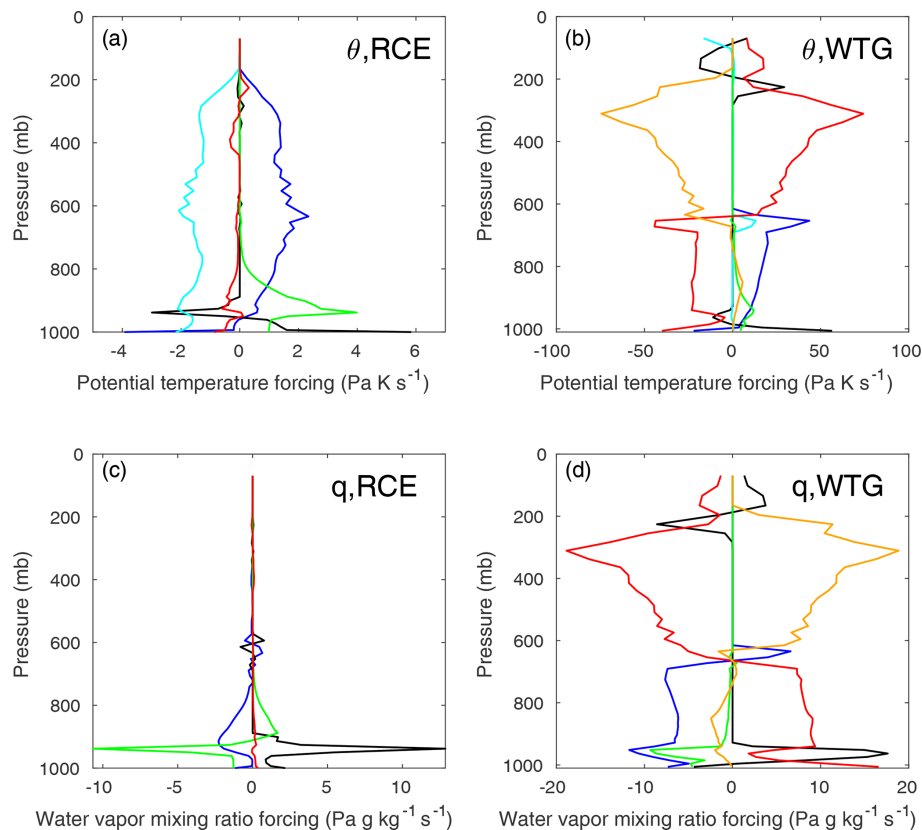 (a) θ,RCE
0
200
400
600
800
1000
Pressure (mb)
-4 -2 0 2 4 6
Potential temperature forcing (Pa K s⁻¹)
(b) θ,WTG
0
200
400
600
800
1000
Pressure (mb)
-100 -50 0 50 100
Potential temperature forcing (Pa K s⁻¹)
(c) q,RCE
0
200
400
600
800
1000
Pressure (mb)
-10 -5 0 5 10
Water vapor mixing ratio forcing (Pa g kg⁻¹ s⁻¹)
(d) q,WTG
0
200
400
600
800
1000
Pressure (mb)
-20 -10 0 10 20
Water vapor mixing ratio forcing (Pa g kg⁻¹ s⁻¹)